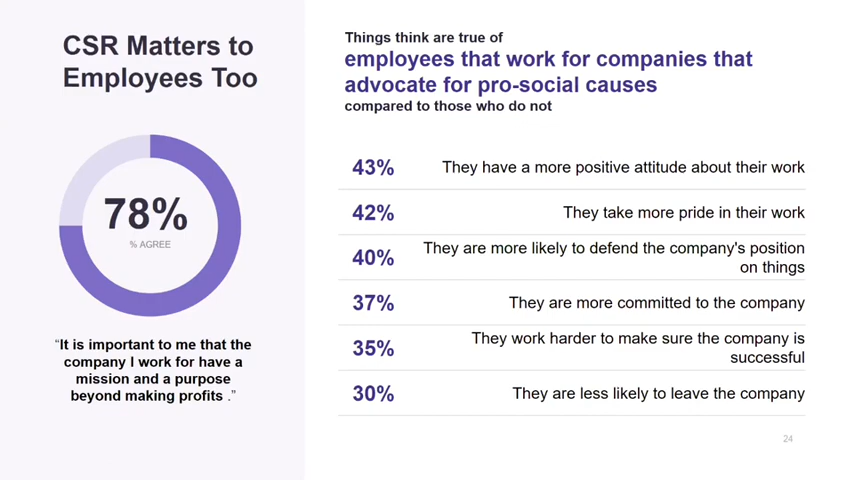 CSR Matters to
Employees Too
78%
% AGREE
“It is important to me that the
company I work for have a
mission and a purpose
beyond making profits .”
Things think are true of
employees that work for companies that
advocate for pro-social causes
compared to those who do not
43% They have a more positive attitude about their work
42% They take more pride in their work
40% They are more likely to defend the company's position
on things
37% They are more committed to the company
35% They work harder to make sure the company is
successful
30% They are less likely to leave the company
24